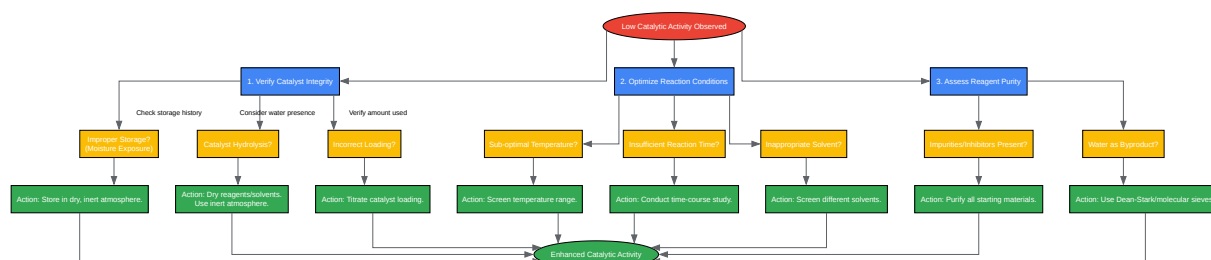 Low Catalytic Activity Observed
1. Verify Catalyst Integrity
2. Optimize Reaction Conditions
3. Assess Reagent Purity
Check storage history
Consider water presence
Verify amount used
Improper Storage?
(Moisture Exposure)
Catalyst Hydrolysis?
Incorrect Loading?
Sub-optimal Temperature?
Insufficient Reaction Time?
Inappropriate Solvent?
Impurities/Inhibitors Present?
Water as Byproduct?
Action: Store in dry, inert atmosphere.
Action: Dry reagents/solvents.
Use inert atmosphere.
Action: Titrate catalyst loading.
Action: Screen temperature range.
Action: Conduct time-course study.
Action: Screen different solvents.
Action: Purify all starting materials.
Action: Use Dean-Stark/molecular sieves
Enhanced Catalytic Activity